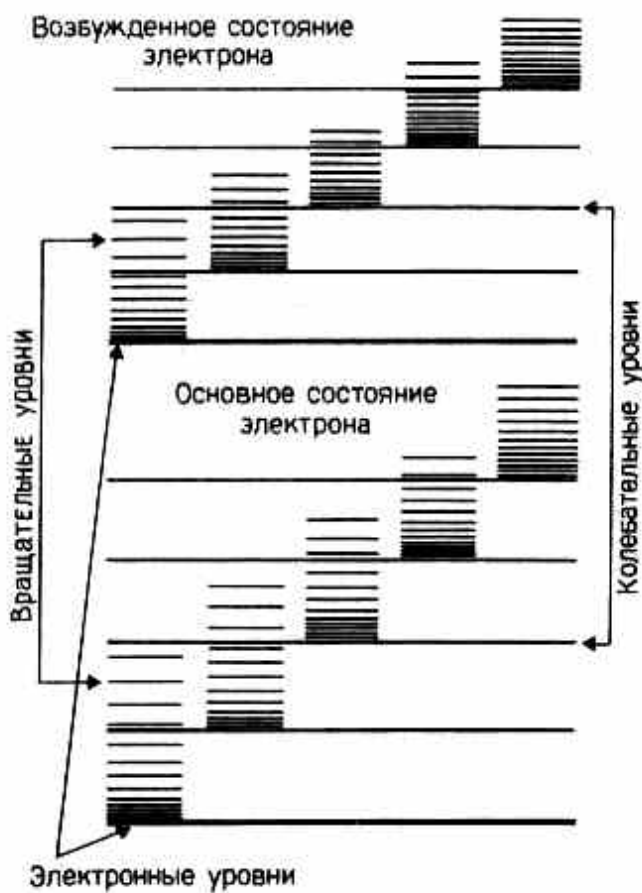 Возбужденное состояние
электрона
Вращательные уровни
Основное состояние
электрона
Колебательные уровни
Электронные уровни